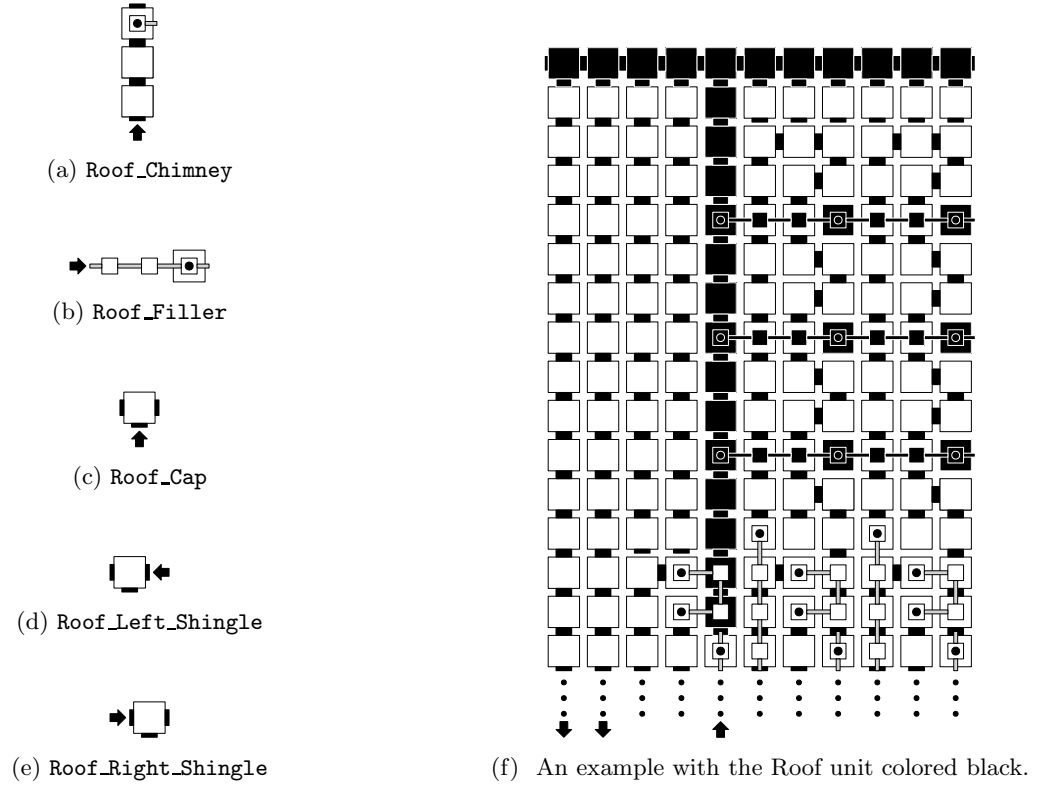 (a) Roof_Chimney
(b) Roof_Filler
(c) Roof_Cap
(d) Roof_Left_Shingle
(e) Roof_Right_Shingle
(f) An example with the Roof unit colored black.